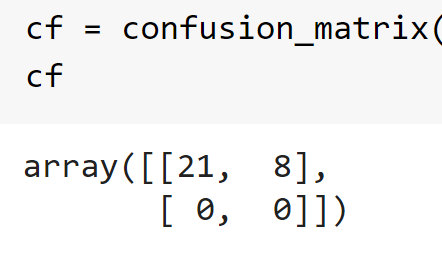 cf = confusion_matrix(
cf
array([[21,  8],
       [ 0,  0]])